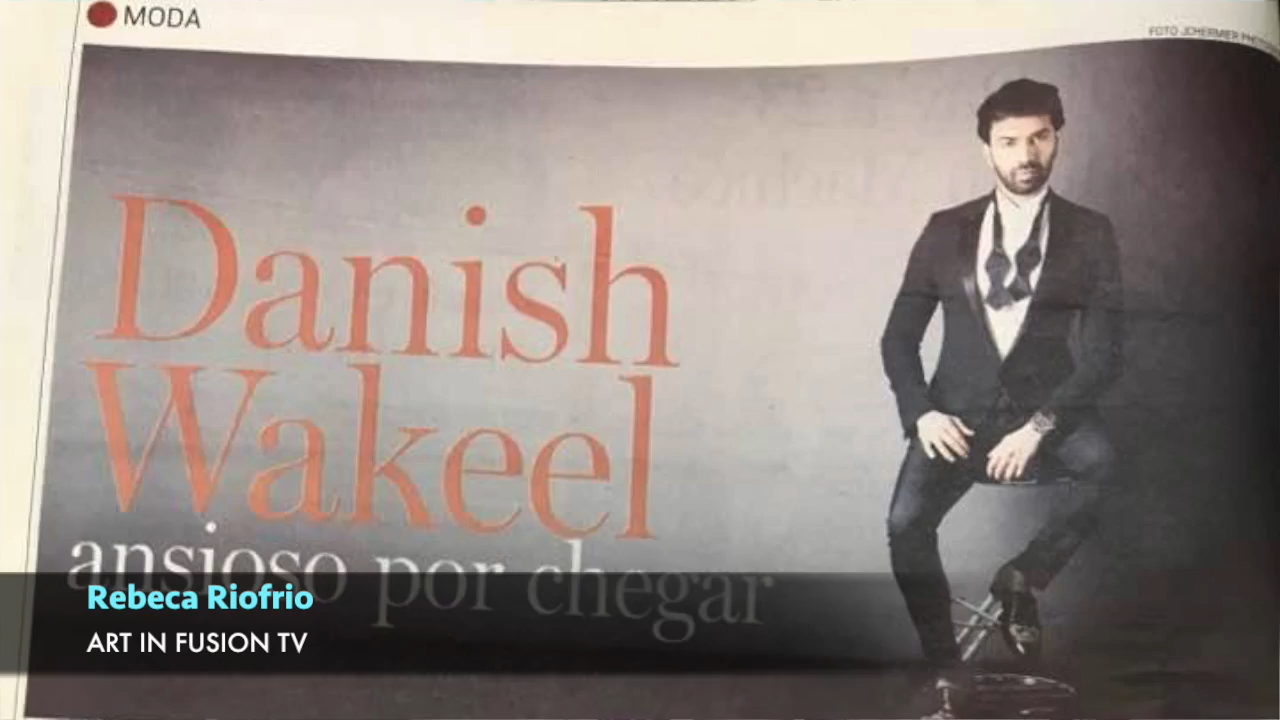 MODA
Danish
Wakeel
ansioso por chegar
Rebeca Riofrio
ART IN FUSION TV